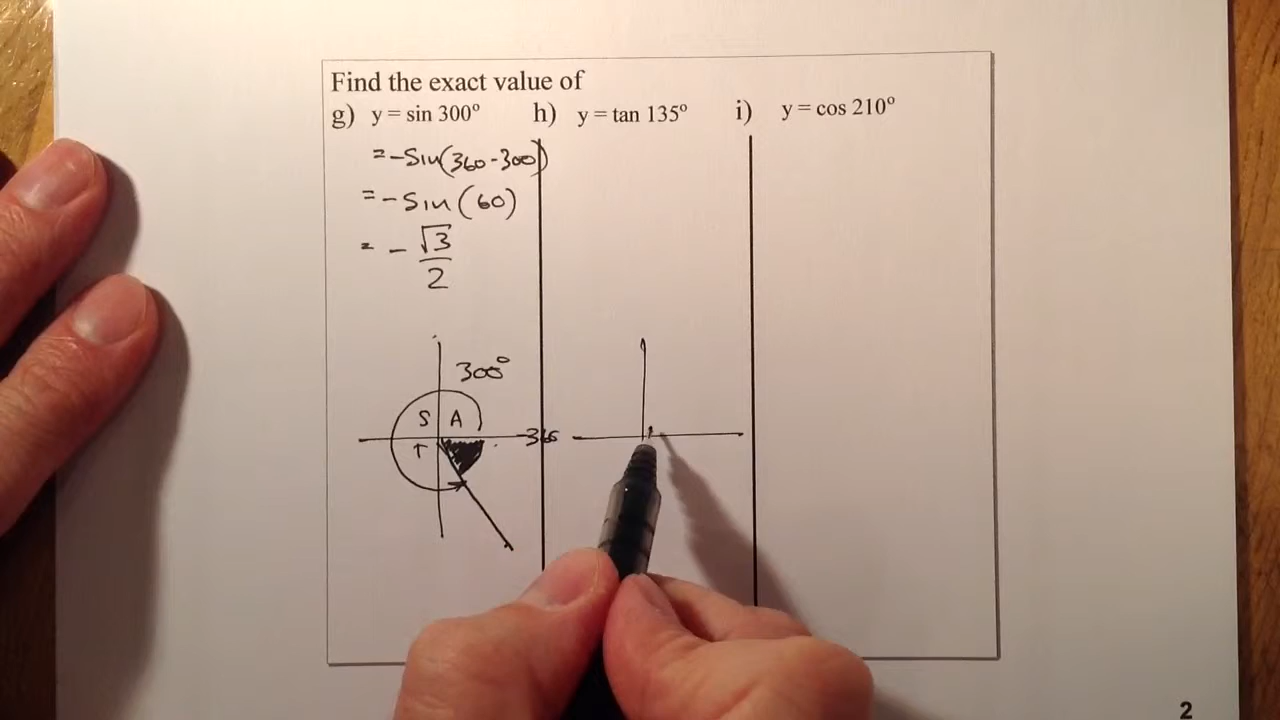 Find the exact value of
g) y = sin 300° h) y = tan 135° i) y = cos 210°
= -Sin(360-300)
= -Sin(60)
= - √3/2
300°
S A
T
360
2